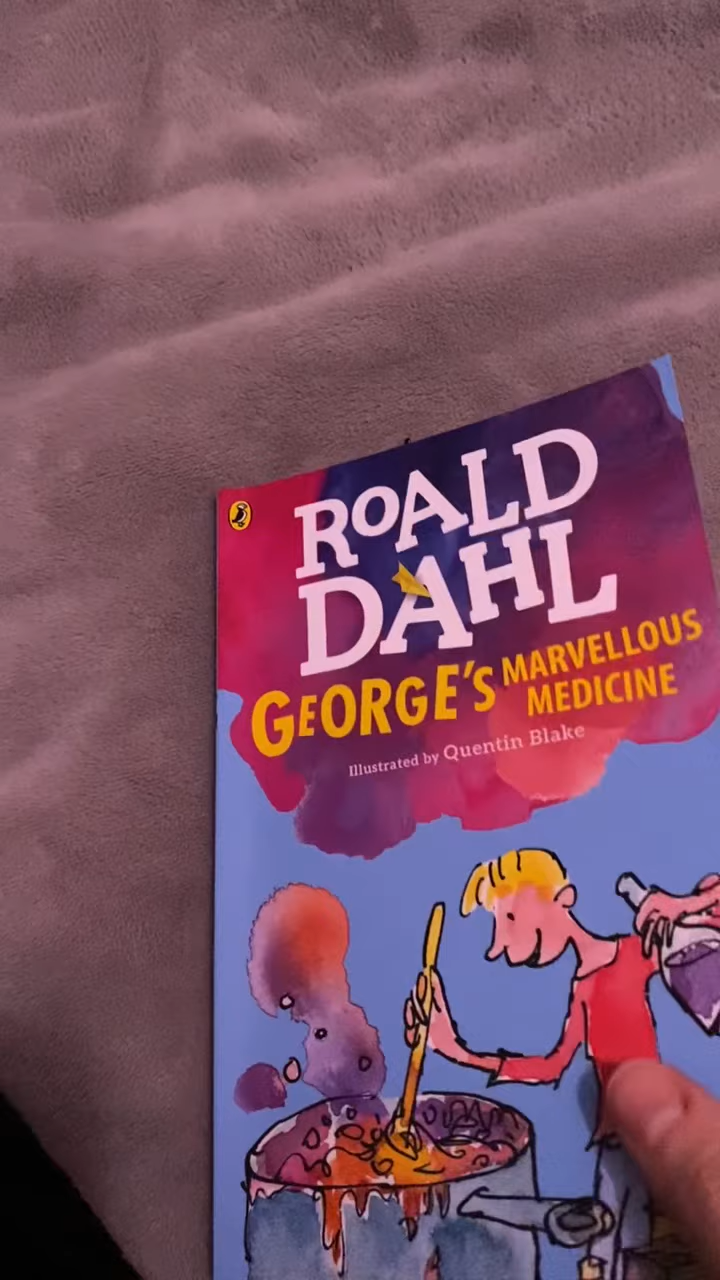 ROALD
DAHL
GEORGE'S MARVELLOUS
MEDICINE
Illustrated by Quentin Blake